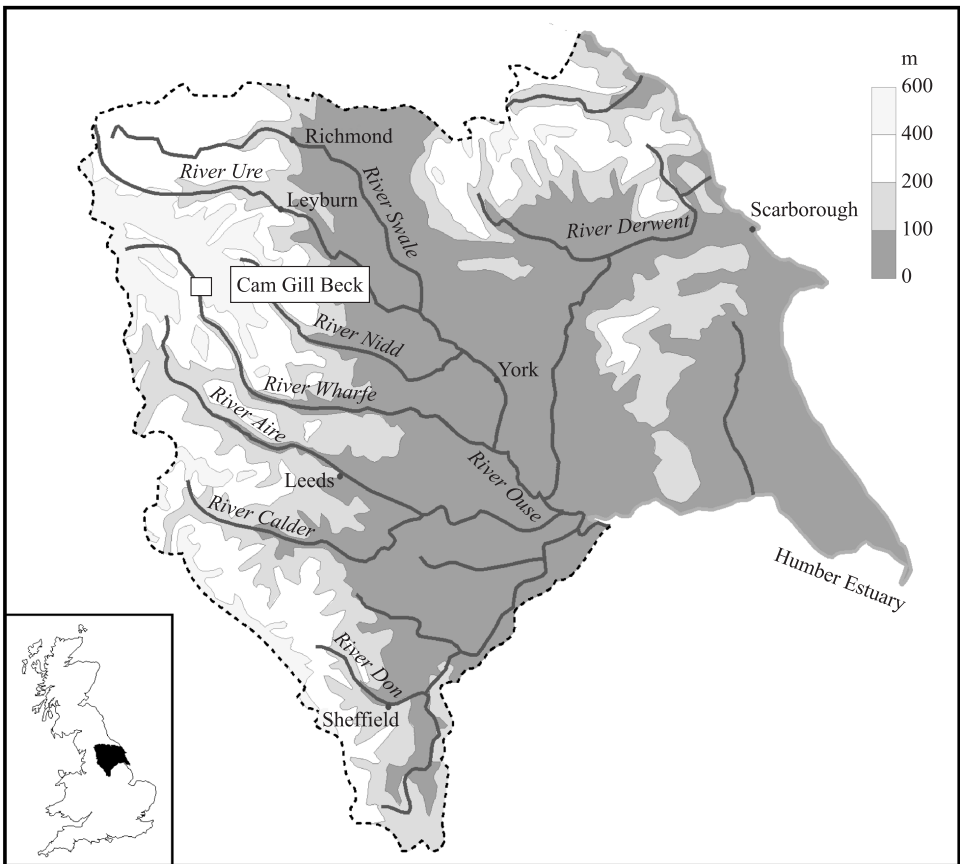 m
600
400
200
100
0
Richmond
River Ure
River Swale
Leyburn
Scarborough
River Derwent
Cam Gill Beck
River Nidd
York
River Wharfe
River Aire
River Ouse
Leeds
River Calder
Humber Estuary
River Don
Sheffield